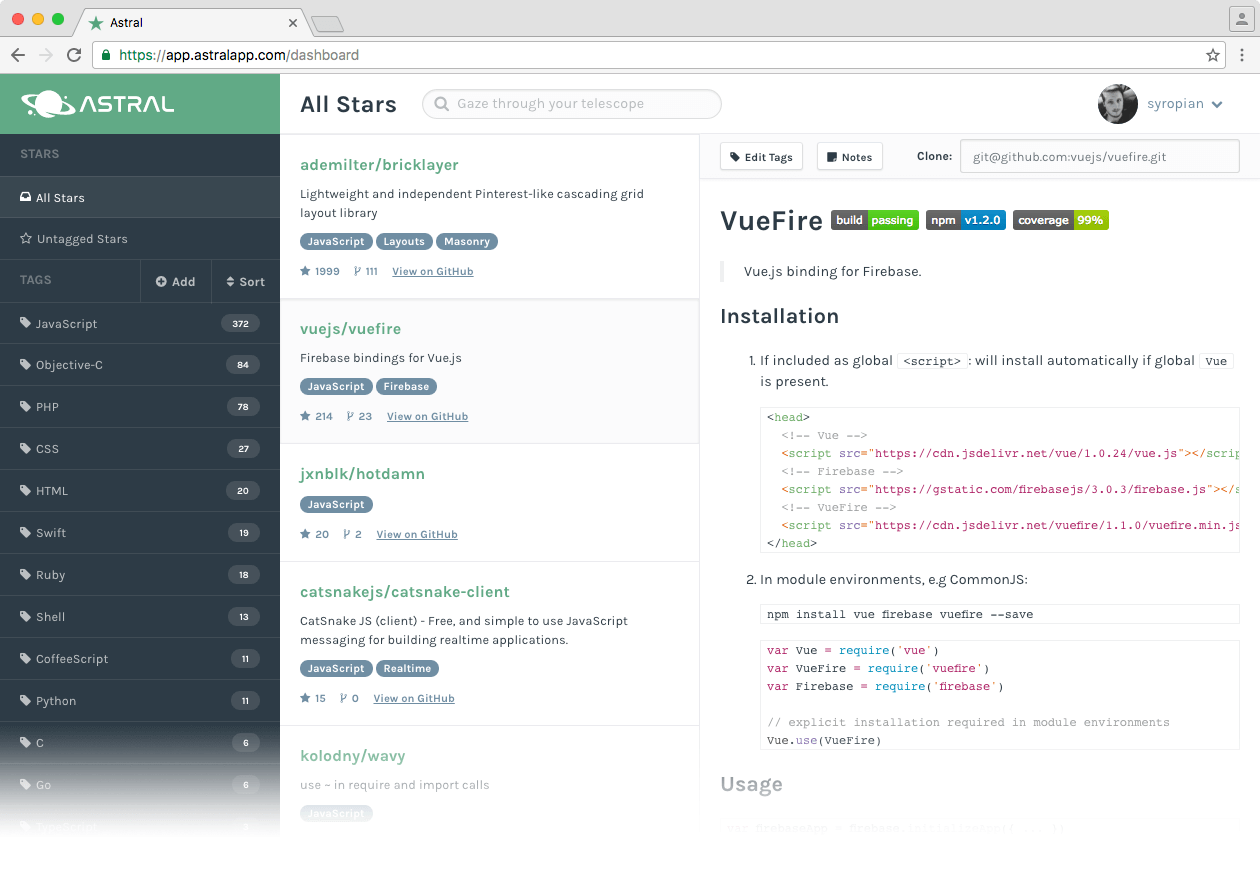 Astral
https://app.astralapp.com/dashboard
ASTRAL
All Stars
Gaze through your telescope
syropian
STARS
All Stars
Untagged Stars
TAGS
Add
Sort
JavaScript 372
Objective-C 84
PHP 78
CSS 27
HTML 20
Swift 19
Ruby 18
Shell 13
CoffeeScript 11
Python 11
C 6
Go 6
ademilter/bricklayer
Lightweight and independent Pinterest-like cascading grid
layout library
JavaScript Layouts Masonry
1999 111 View on GitHub
vuejs/vuefire
Firebase bindings for Vue.js
JavaScript Firebase
214 23 View on GitHub
jxnblk/hotdamn
JavaScript
20 2 View on GitHub
catsnakejs/catsnake-client
CatSnake JS (client) - Free, and simple to use JavaScript
messaging for building realtime applications.
JavaScript Realtime
15 0 View on GitHub
kolodny/wavy
use ~ in require and import calls
JavaScript
Edit Tags Notes Clone: git@github.com:vuejs/vuefire.git
VueFire build passing npm v1.2.0 coverage 99%
Vue.js binding for Firebase.
Installation
1. If included as global <script>: will install automatically if global Vue
is present.
<head>
<!-- Vue -->
<script src="https://cdn.jsdelivr.net/vue/1.0.24/vue.js"></scrip
<!-- Firebase -->
<script src="https://gstatic.com/firebasejs/3.0.3/firebase.js"></s
<!-- VueFire -->
<script src="https://cdn.jsdelivr.net/vuefire/1.1.0/vuefire.min.js
</head>
2. In module environments, e.g CommonJS:
npm install vue firebase vuefire --save
var Vue = require('vue')
var VueFire = require('vuefire')
var Firebase = require('firebase')
// explicit installation required in module environments
Vue.use(VueFire)
Usage